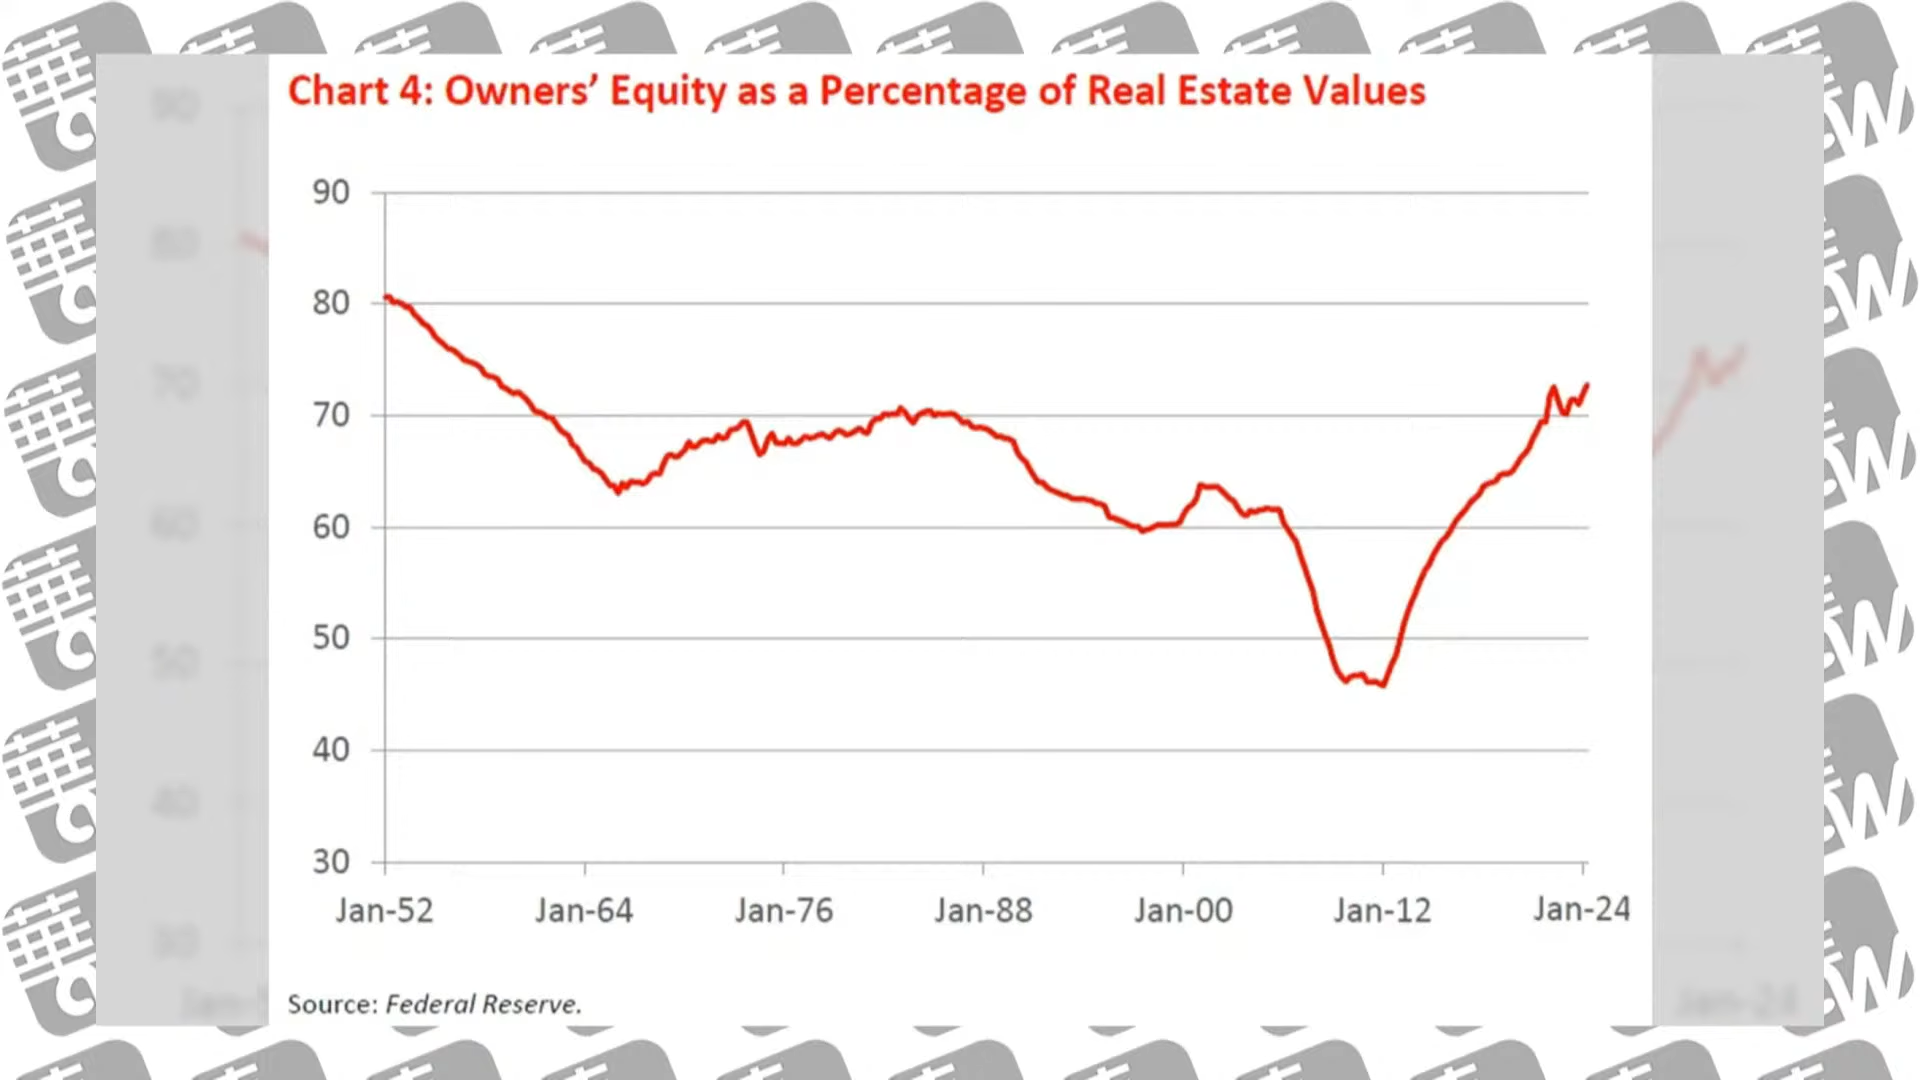 Chart 4: Owners’ Equity as a Percentage of Real Estate Values
90
80
70
60
50
40
30
Jan-52 Jan-64 Jan-76 Jan-88 Jan-00 Jan-12 Jan-24
Source: Federal Reserve.